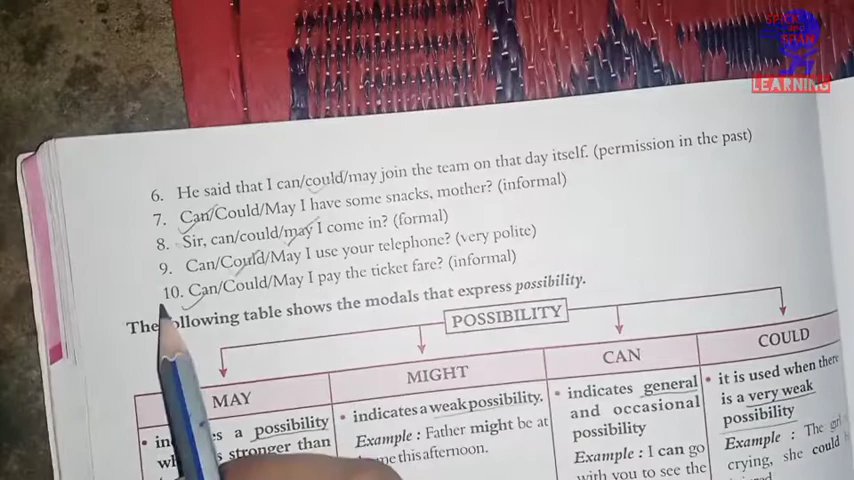 SPICK
AND
SPAN
LEARNING
6. He said that I can/could/may join the team on that day itself. (permission in the past)
7. Can/Could/May I have some snacks, mother? (informal)
8. Sir, can/could/may I come in? (formal)
9. Can/Could/May I use your telephone? (very polite)
10. Can/Could/May I pay the ticket fare? (informal)
The following table shows the modals that express possibility.
POSSIBILITY
MAY
• a possibility
stronger than
MIGHT
• indicates a weak possibility.
Example : Father might be at
this afternoon.
CAN
• indicates general
and occasional
possibility
Example : I can go
with you to see the
COULD
• it is used when there
is a very weak
possibility
Example : The
crying, she could